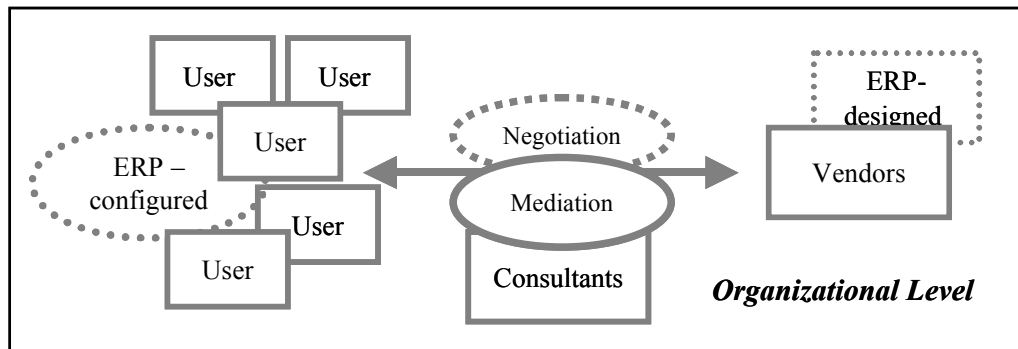 User
User
User
ERP –
configured
User
User
Negotiation
Mediation
Consultants
ERP-
designed
Vendors
Organizational Level